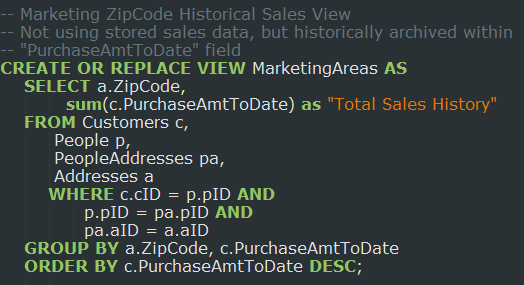 -- Marketing ZipCode Historical Sales View
-- Not using stored sales data, but historically archived within
-- "PurchaseAmtToDate" field
CREATE OR REPLACE VIEW MarketingAreas AS
SELECT a.ZipCode,
sum(c.PurchaseAmtToDate) as "Total Sales History"
FROM Customers c,
People p,
PeopleAddresses pa,
Addresses a
WHERE c.cID = p.pID AND
p.pID = pa.pID AND
pa.aID = a.aID
GROUP BY a.ZipCode, c.PurchaseAmtToDate
ORDER BY c.PurchaseAmtToDate DESC;